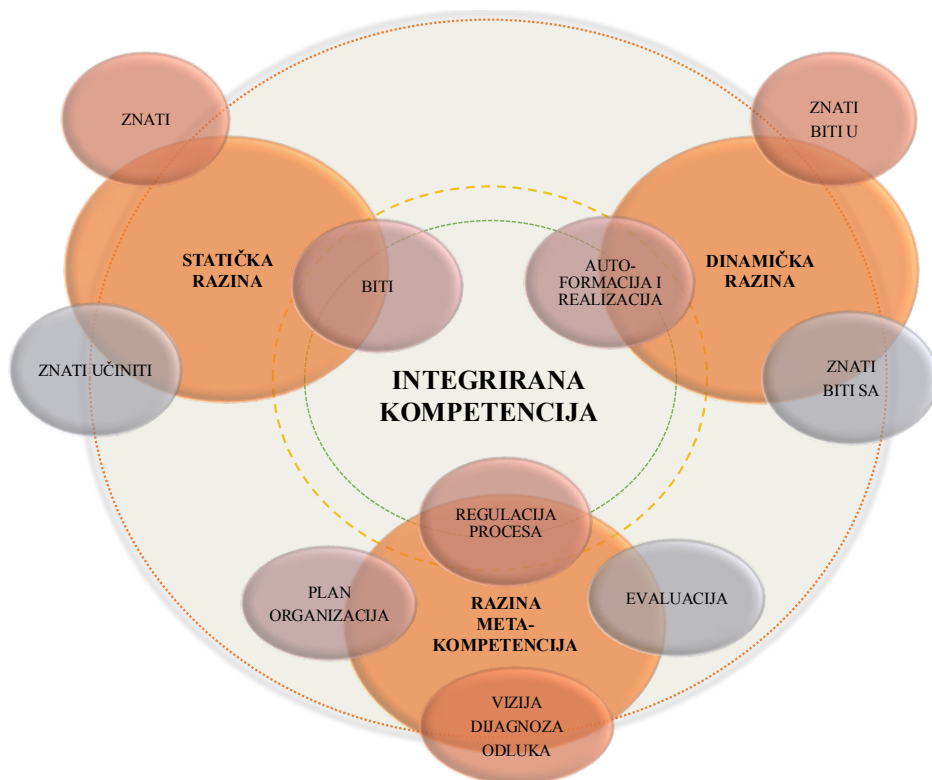 ZNATI
ZNATI
BITI U
STATIČKA
RAZINA
BITI
AUTO-
FORMACIJA I
REALIZACIJA
DINAMIČKA
RAZINA
ZNATI UČINITI
ZNATI
BITI SA
INTEGRIRANA
KOMPETENCIJA
REGULACIJA
PROCESA
PLAN
ORGANIZACIJA
EVALUACIJA
RAZINA
META-
KOMPETENCIJA
VIZIJA
DIJAGNOZA
ODLUKA